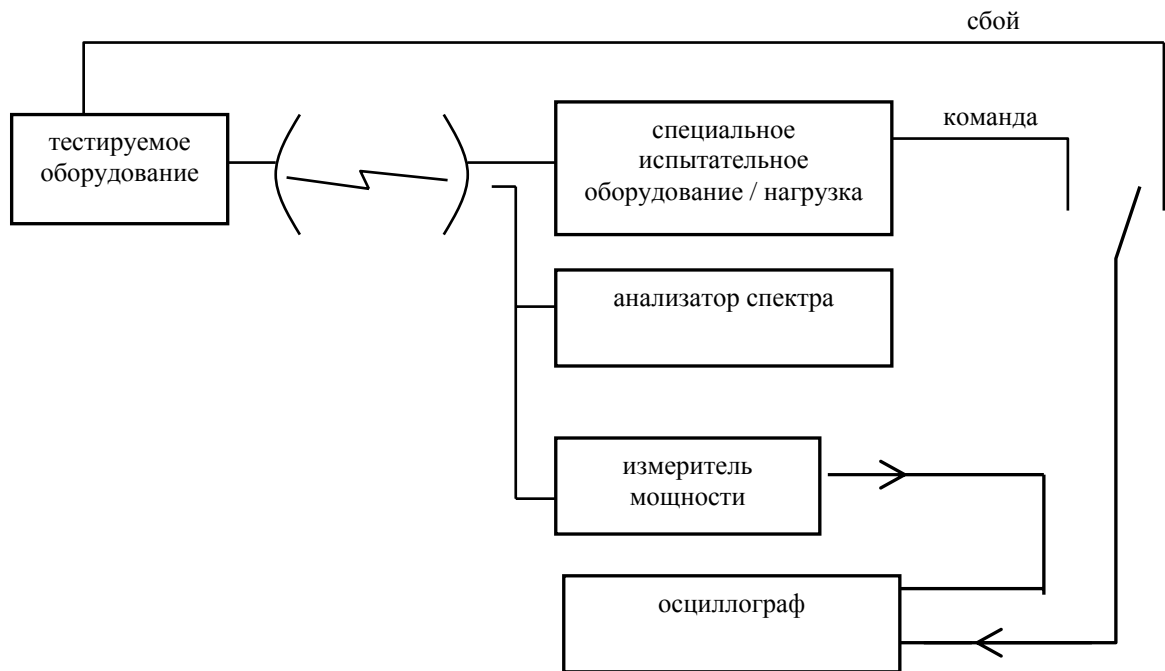 сбой
тестируемое
оборудование
специальное
испытательное
оборудование / нагрузка
команда
анализатор спектра
измеритель
мощности
осциллограф